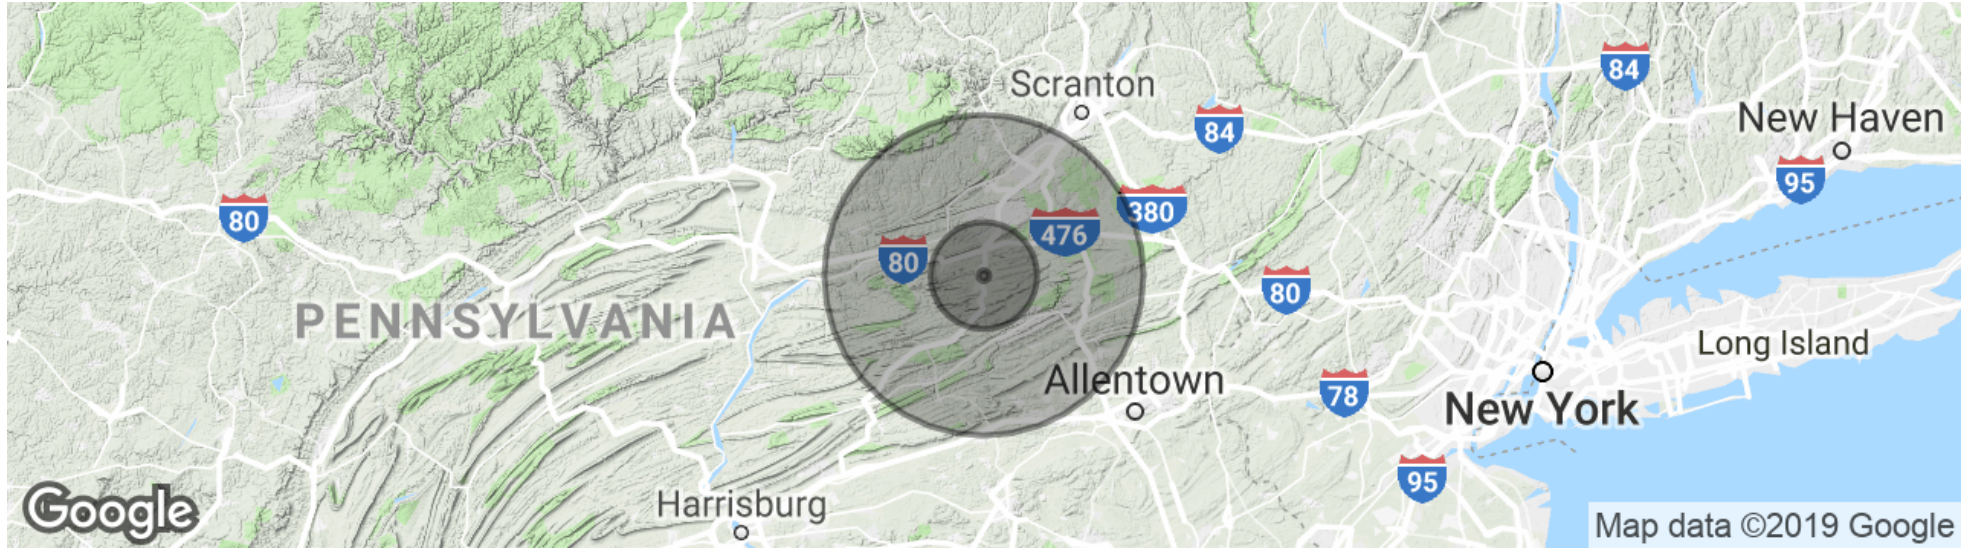 84
Scranton
New Haven
84
95
380
80
476
80
80
PENNSYLVANIA
Long Island
Allentown
78
New York
95
Google
Harrisburg
Map data ©2019 Google